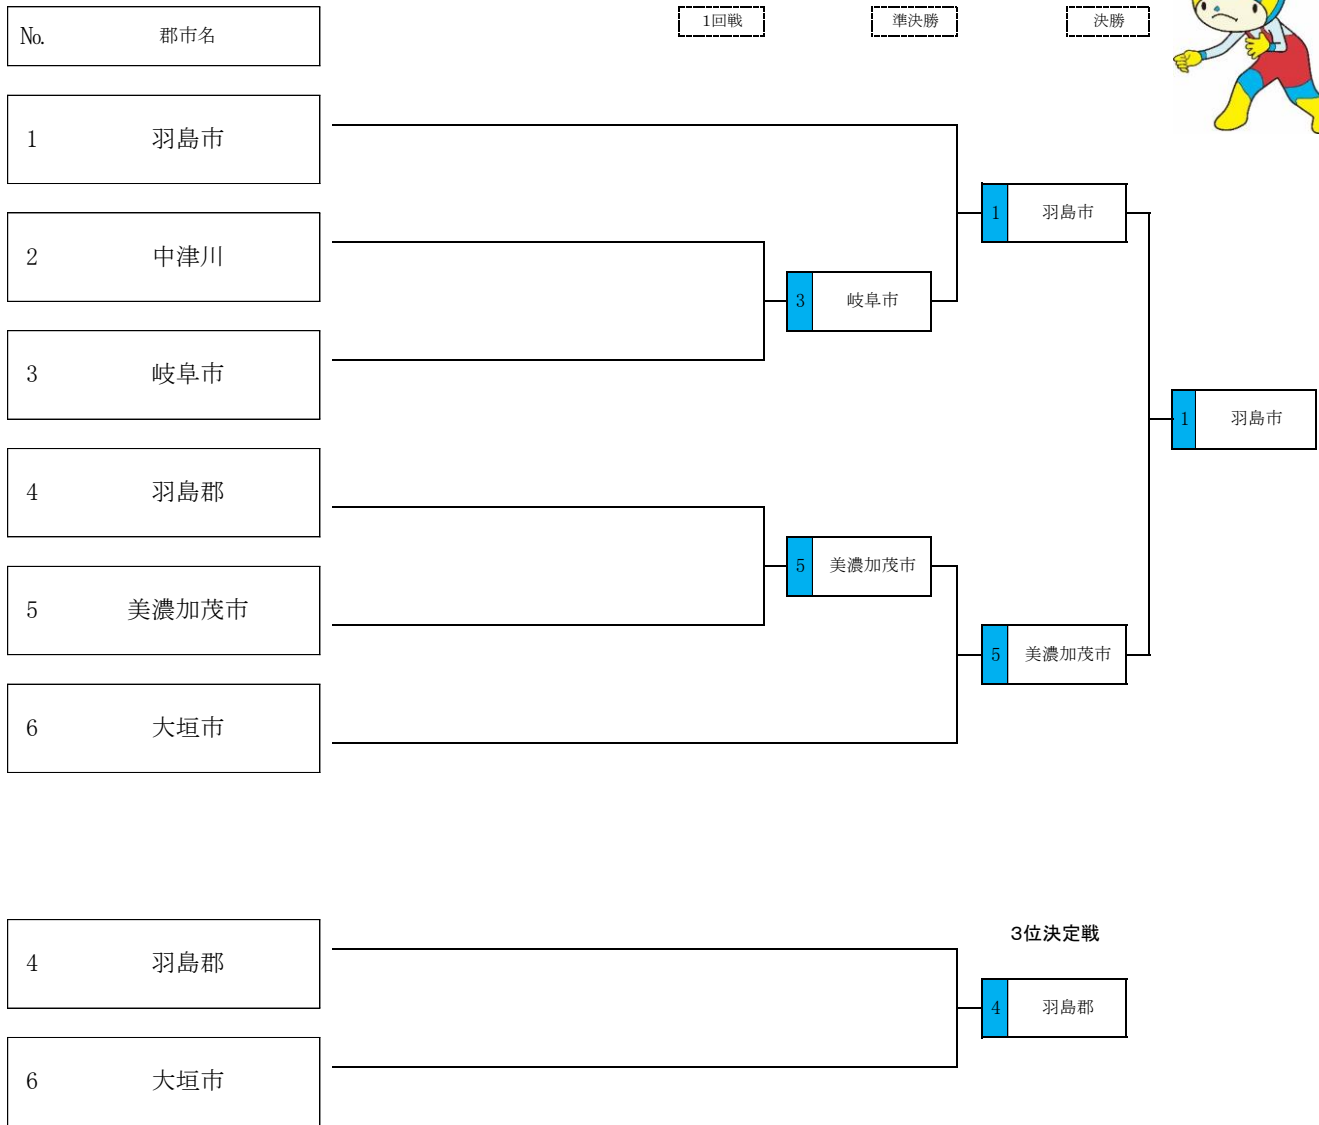 No. 郡市名 1回戦 準決勝 決勝
1 羽島市
1 羽島市
2 中津川
3 岐阜市
3 岐阜市
1 羽島市
4 羽島郡
5 美濃加茂市
5 美濃加茂市
5 美濃加茂市
6 大垣市
3位決定戦
4 羽島郡
4 羽島郡
6 大垣市